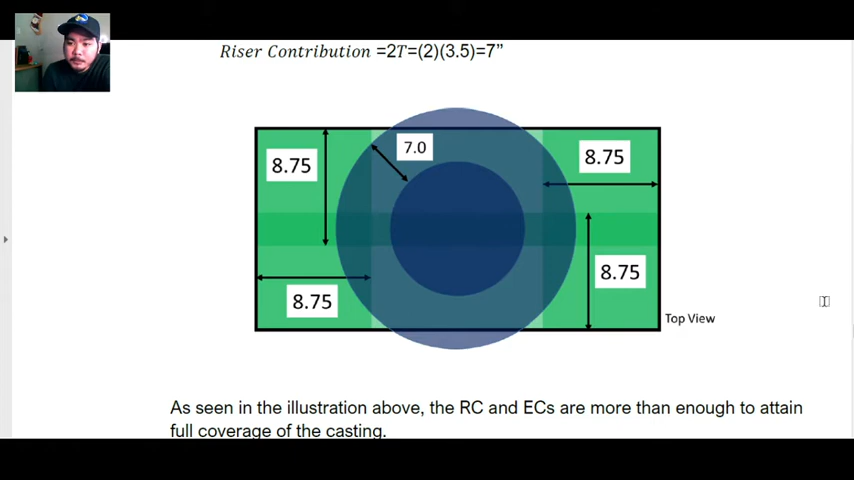 Riser Contribution =2T=(2)(3.5)=7”
7.0
8.75
8.75
8.75
8.75
Top View
As seen in the illustration above, the RC and ECs are more than enough to attain
full coverage of the casting.